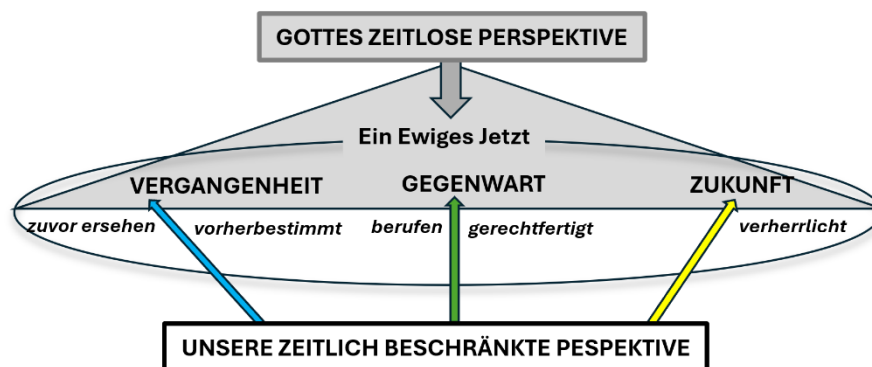 GOTTES ZEITLOSE PERSPEKTIVE
Ein Ewiges Jetzt
VERGANGENHEIT GEGENWART ZUKUNFT
zuvor ersehen vorherbestimmt berufen gerechtfertigt verherrlicht
UNSERE ZEITLICH BESCHRÄNKTE PESPEKTIVE